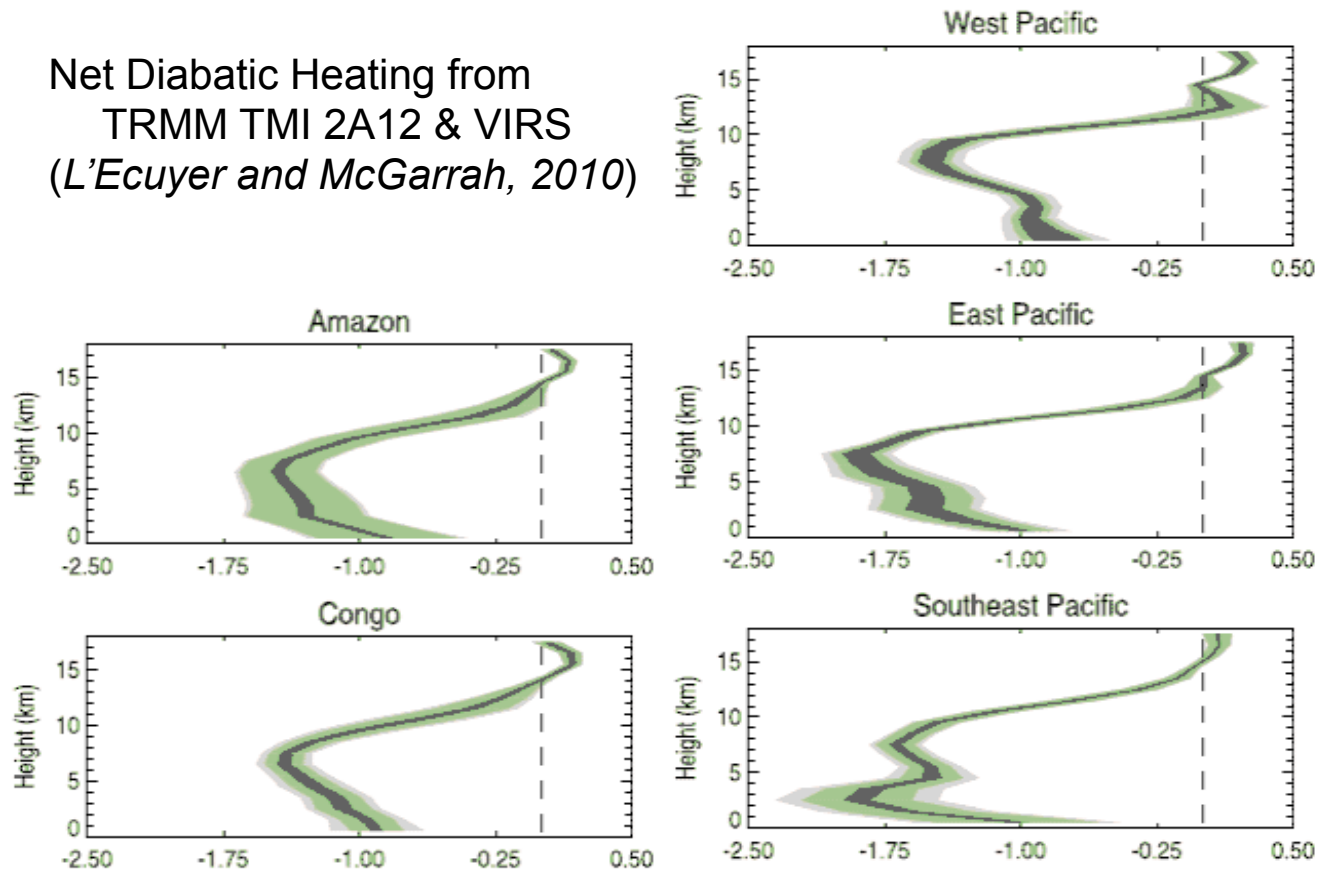 Net Diabatic Heating from
TRMM TMI 2A12 & VIRS
(L'Ecuyer and McGarrah, 2010)
West Pacific
Height (km)
15
10
5
0
-2.50 -1.75 -1.00 -0.25 0.50
Amazon
Height (km)
15
10
5
0
-2.50 -1.75 -1.00 -0.25 0.50
East Pacific
Height (km)
15
10
5
0
-2.50 -1.75 -1.00 -0.25 0.50
Congo
Height (km)
15
10
5
0
-2.50 -1.75 -1.00 -0.25 0.50
Southeast Pacific
Height (km)
15
10
5
0
-2.50 -1.75 -1.00 -0.25 0.50